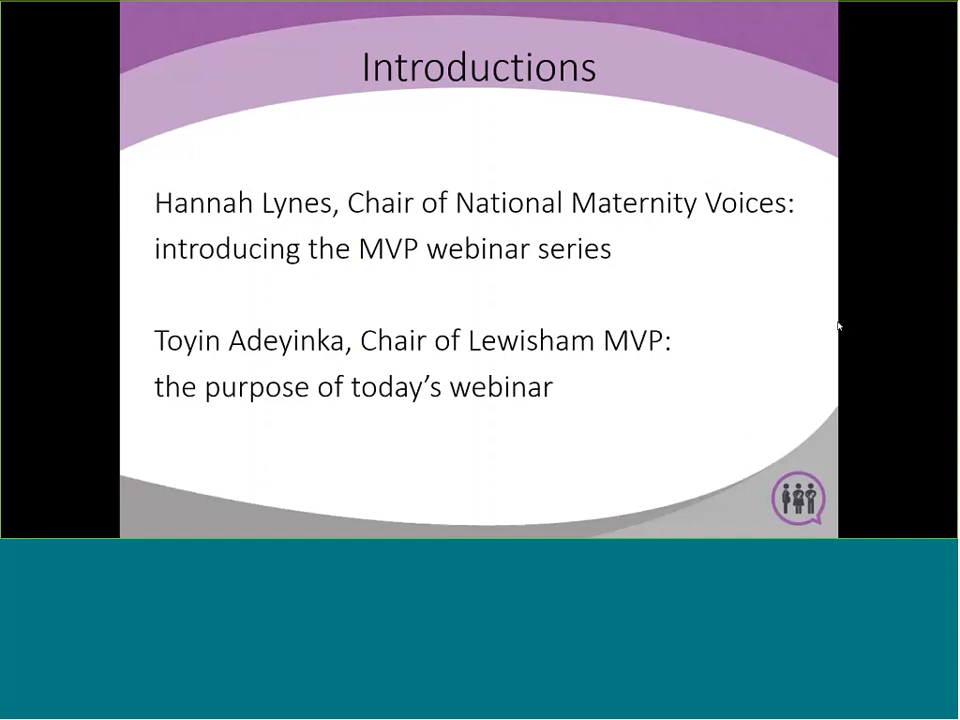 Introductions
Hannah Lynes, Chair of National Maternity Voices:
introducing the MVP webinar series
Toyin Adeyinka, Chair of Lewisham MVP:
the purpose of today’s webinar